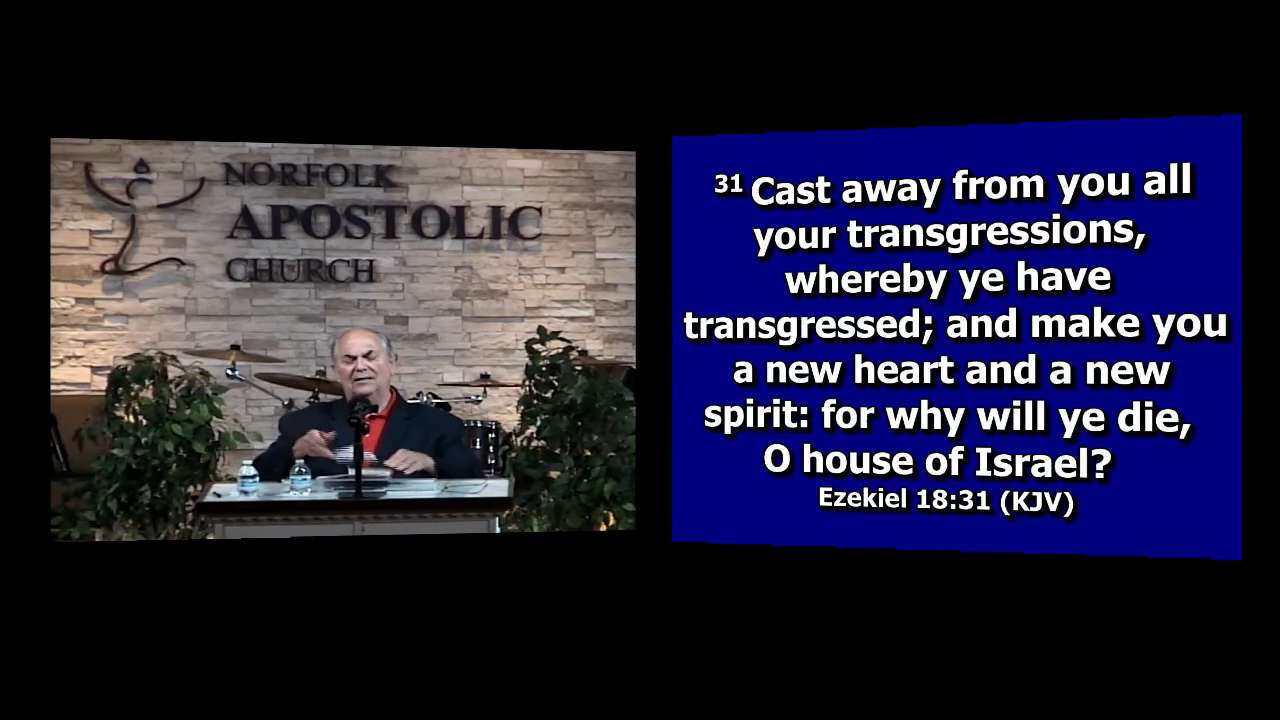 NORFOLK
APOSTOLIC
CHURCH
31 Cast away from you all
your transgressions,
whereby ye have
transgressed; and make you
a new heart and a new
spirit: for why will ye die,
O house of Israel?
Ezekiel 18:31 (KJV)